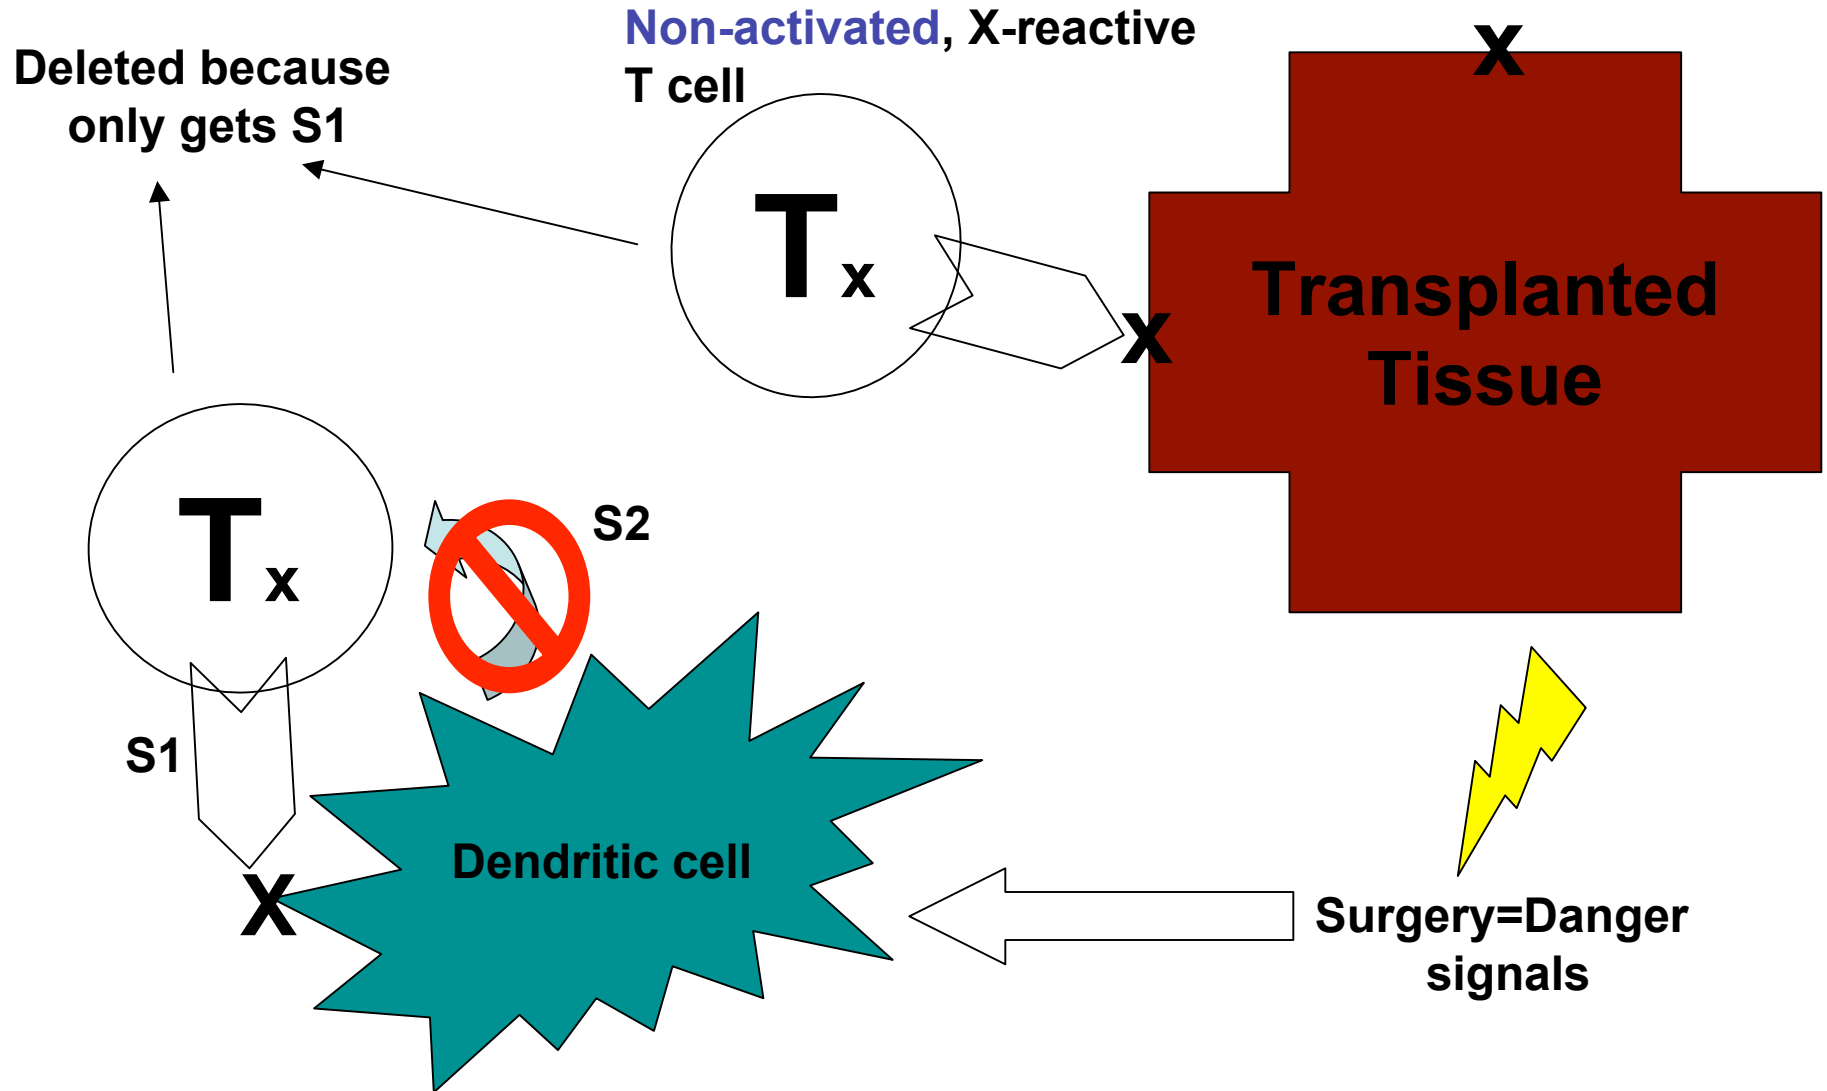 Non-activated, X-reactive
T cell
Deleted because
only gets S1
x
Tx
x
Transplanted
Tissue
Tx
S2
S1
Dendritic cell
X
Surgery=Danger
signals